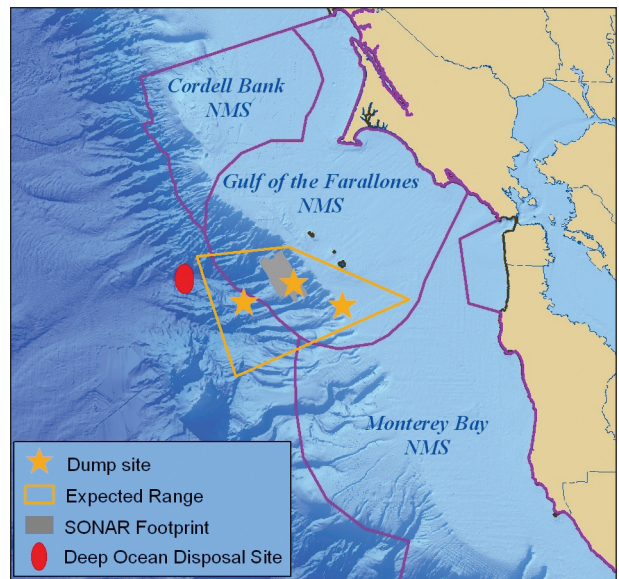 Cordell Bank
NMS
Gulf of the Farallones
NMS
Monterey Bay
NMS
Dump site
Expected Range
SONAR Footprint
Deep Ocean Disposal Site